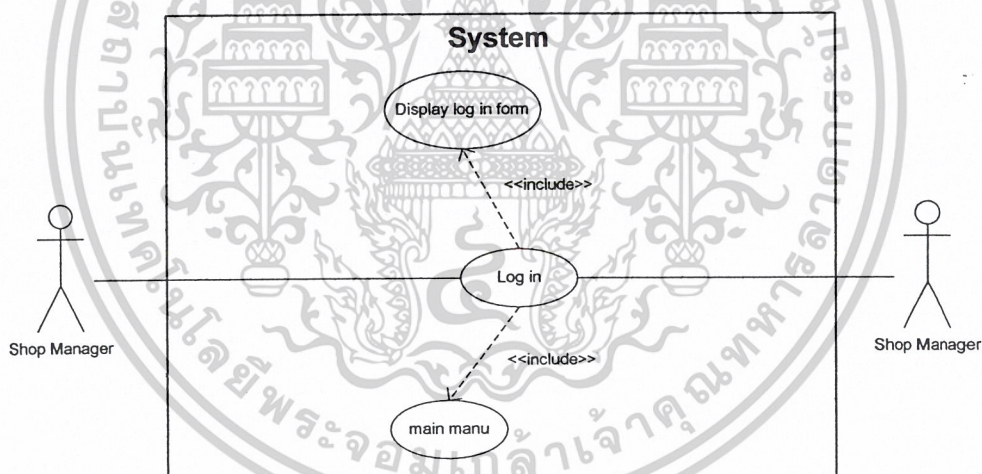 System
Display log in form
<<include>>
Log in
Shop Manager
Shop Manager
<<include>>
main manu